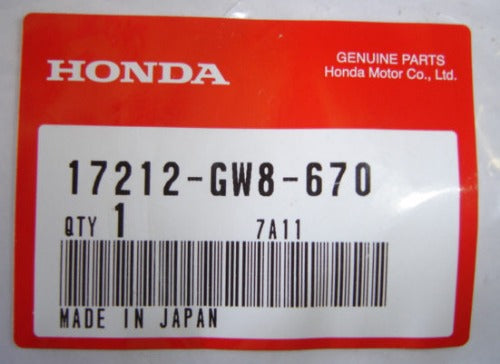 HONDA
GENUINE PARTS
Honda Motor Co., Ltd.
17212-GW8-670
QTY 1 7A11
MADE IN JAPAN